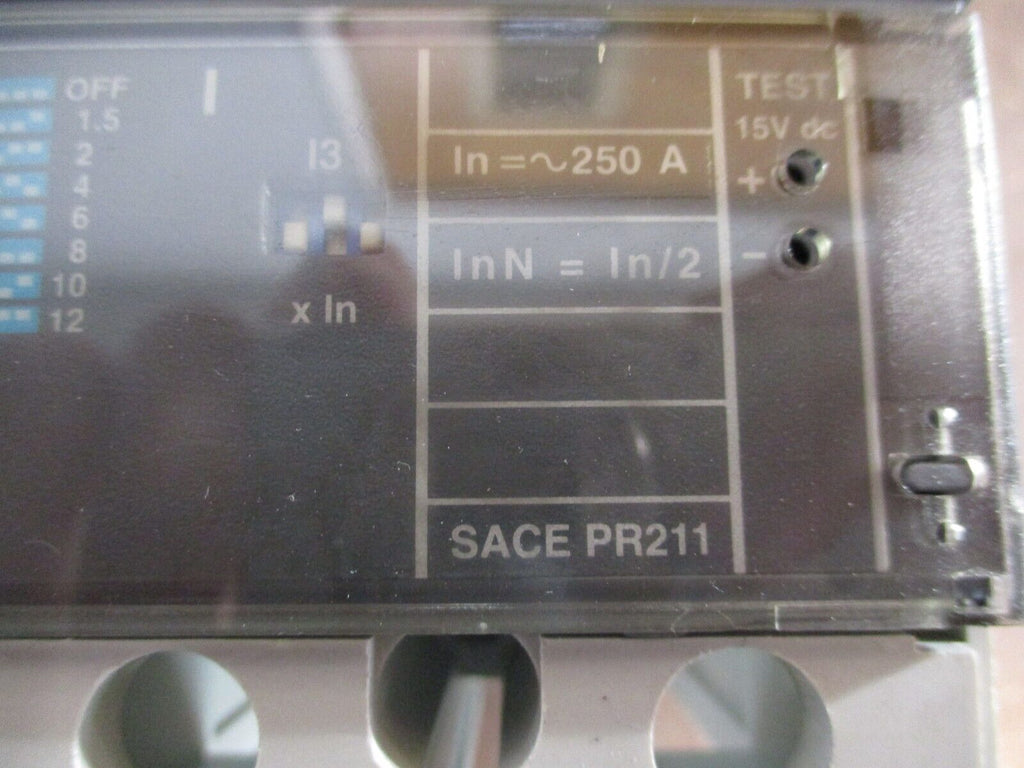 OFF
1.5
2
4
6
8
10
12
I3
x In
In =~250 A
InN = In/2
SACE PR211
TEST
15V dc
+
−